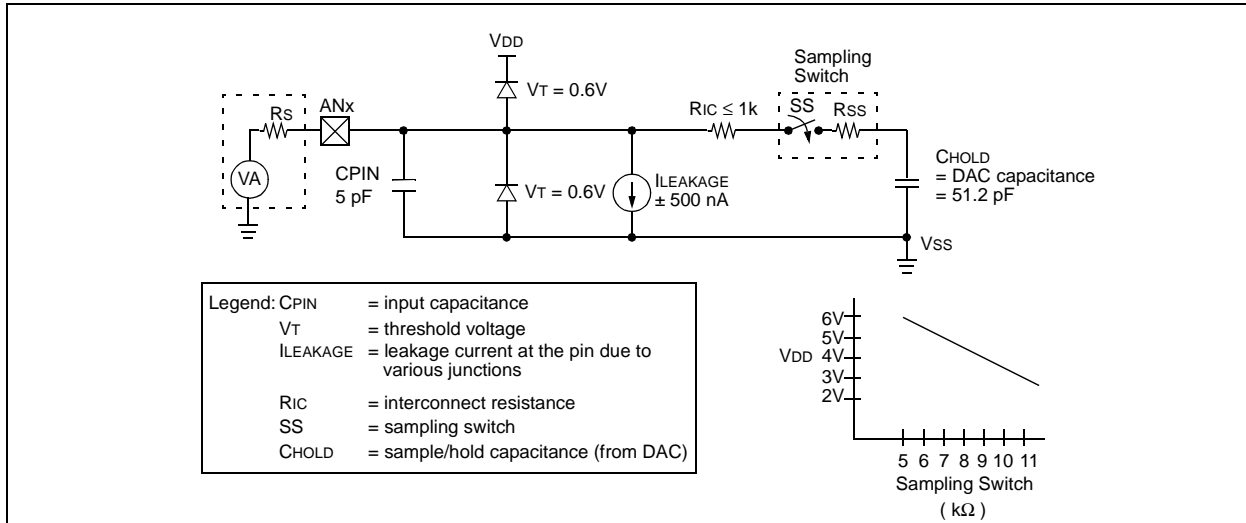 VDD
Sampling
Switch
VT = 0.6V
RS
ANx
RIC ≤ 1k
SS
RSS
VA
CPIN
5 pF
VT = 0.6V
ILEAKAGE
± 500 nA
CHOLD
= DAC capacitance
= 51.2 pF
VSS
Legend: CPIN = input capacitance
VT = threshold voltage
ILEAKAGE = leakage current at the pin due to
various junctions
RIC = interconnect resistance
SS = sampling switch
CHOLD = sample/hold capacitance (from DAC)
6V
5V
VDD 4V
3V
2V
5 6 7 8 9 10 11
Sampling Switch
( kΩ )